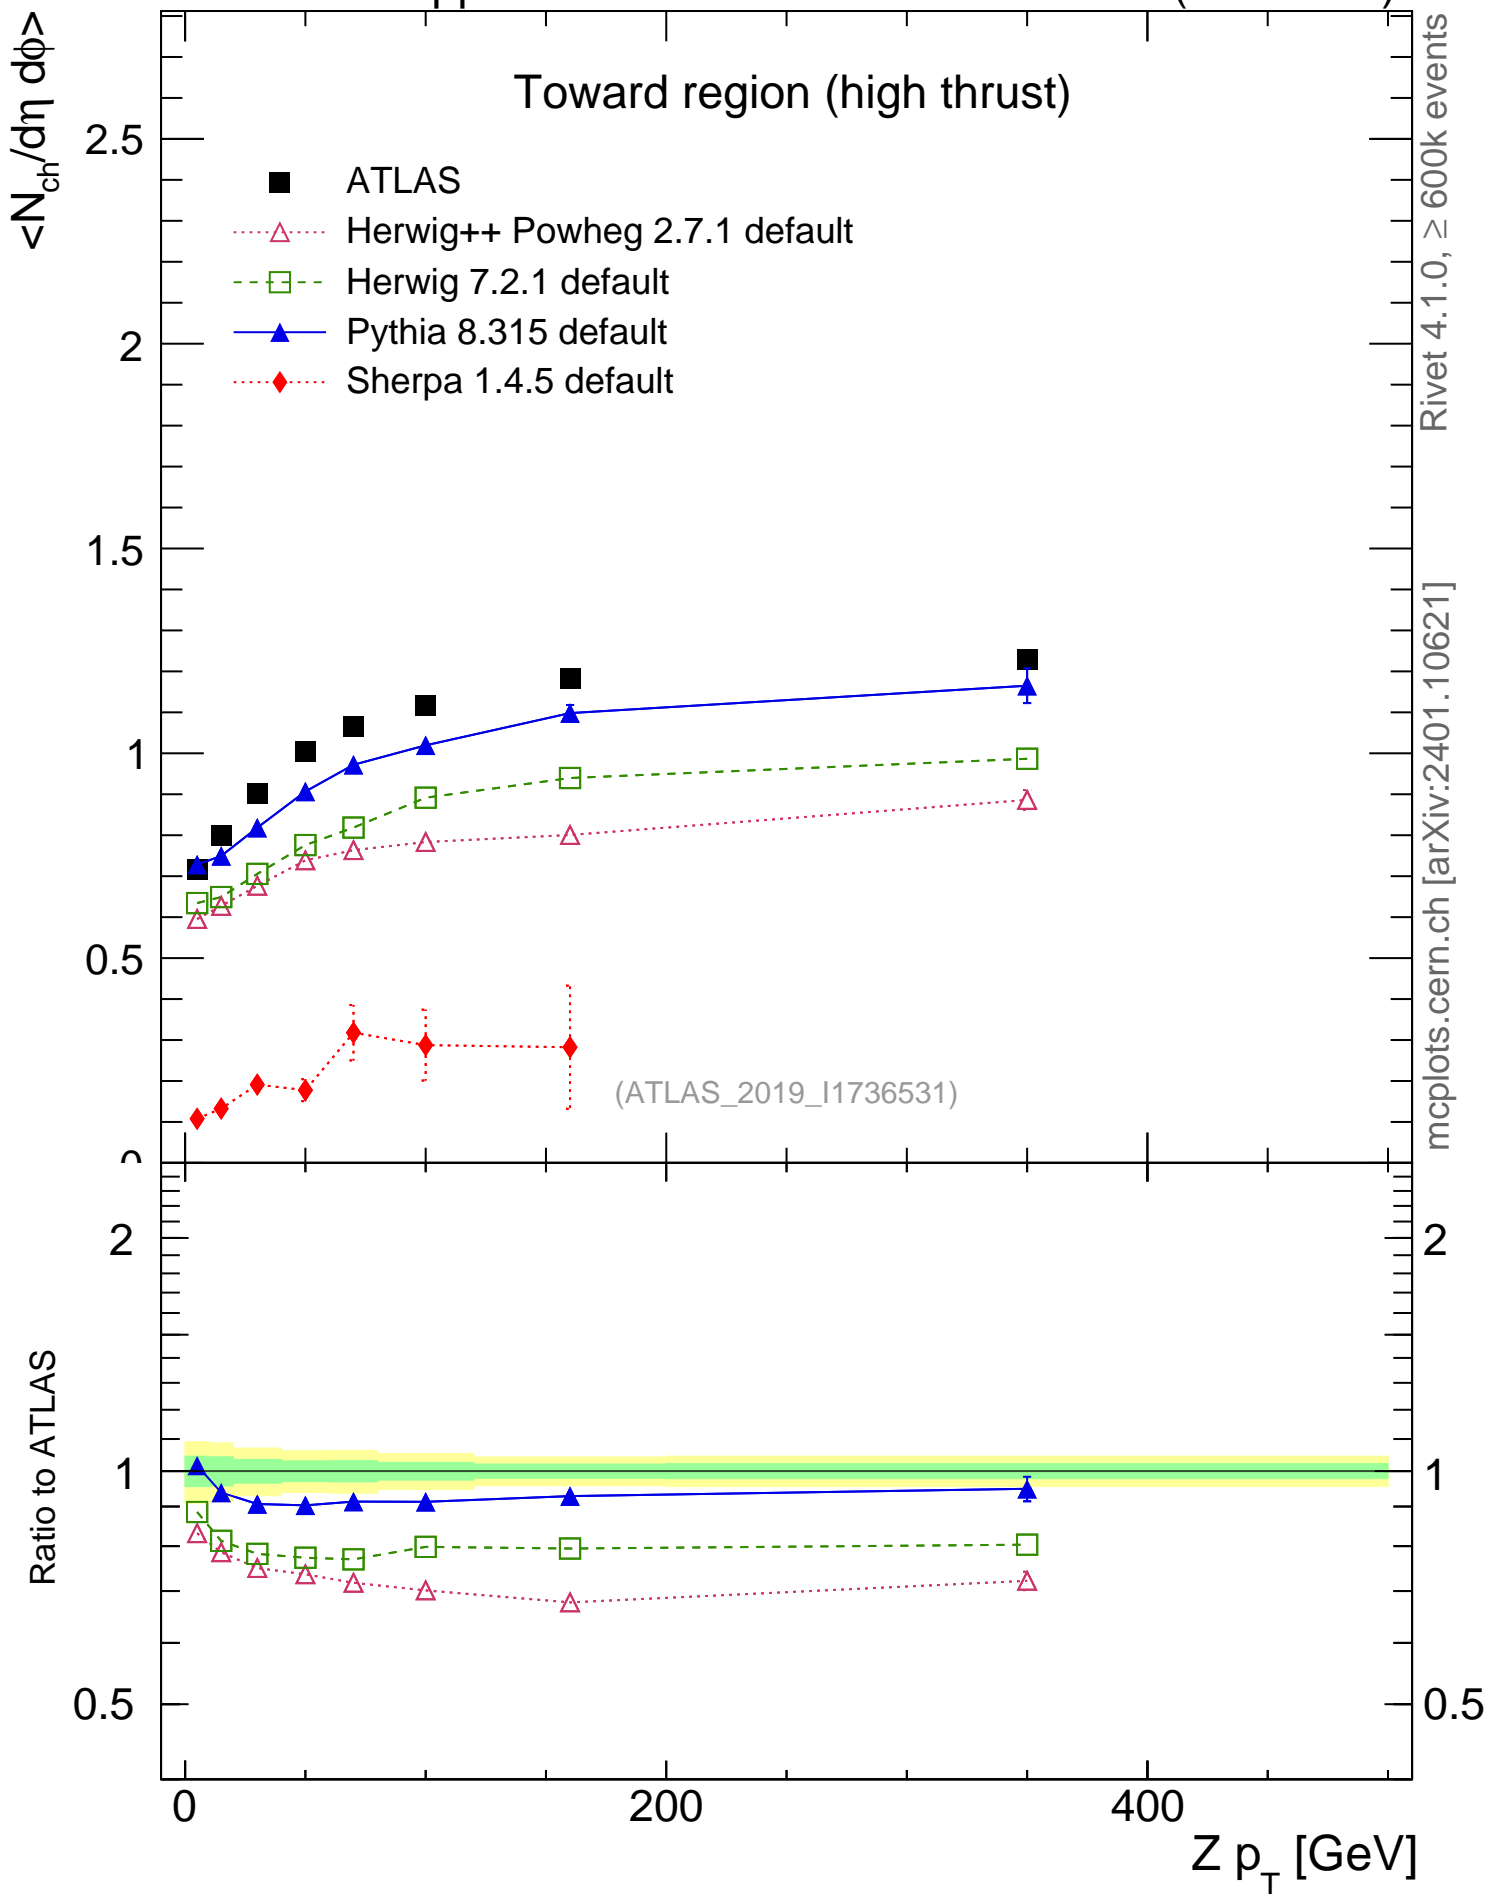 <N_ch/dη dϕ>
Toward region (high thrust)
ATLAS
Herwig++ Powheg 2.7.1 default
Herwig 7.2.1 default
Pythia 8.315 default
Sherpa 1.4.5 default
2.5
2
1.5
1
0.5
0
(ATLAS_2019_I1736531)
Rivet 4.1.0, ≥ 600k events
mcplots.cern.ch [arXiv:2401.10621]
Ratio to ATLAS
2
1
0.5
2
1
0.5
0
200
400
Z p_T [GeV]